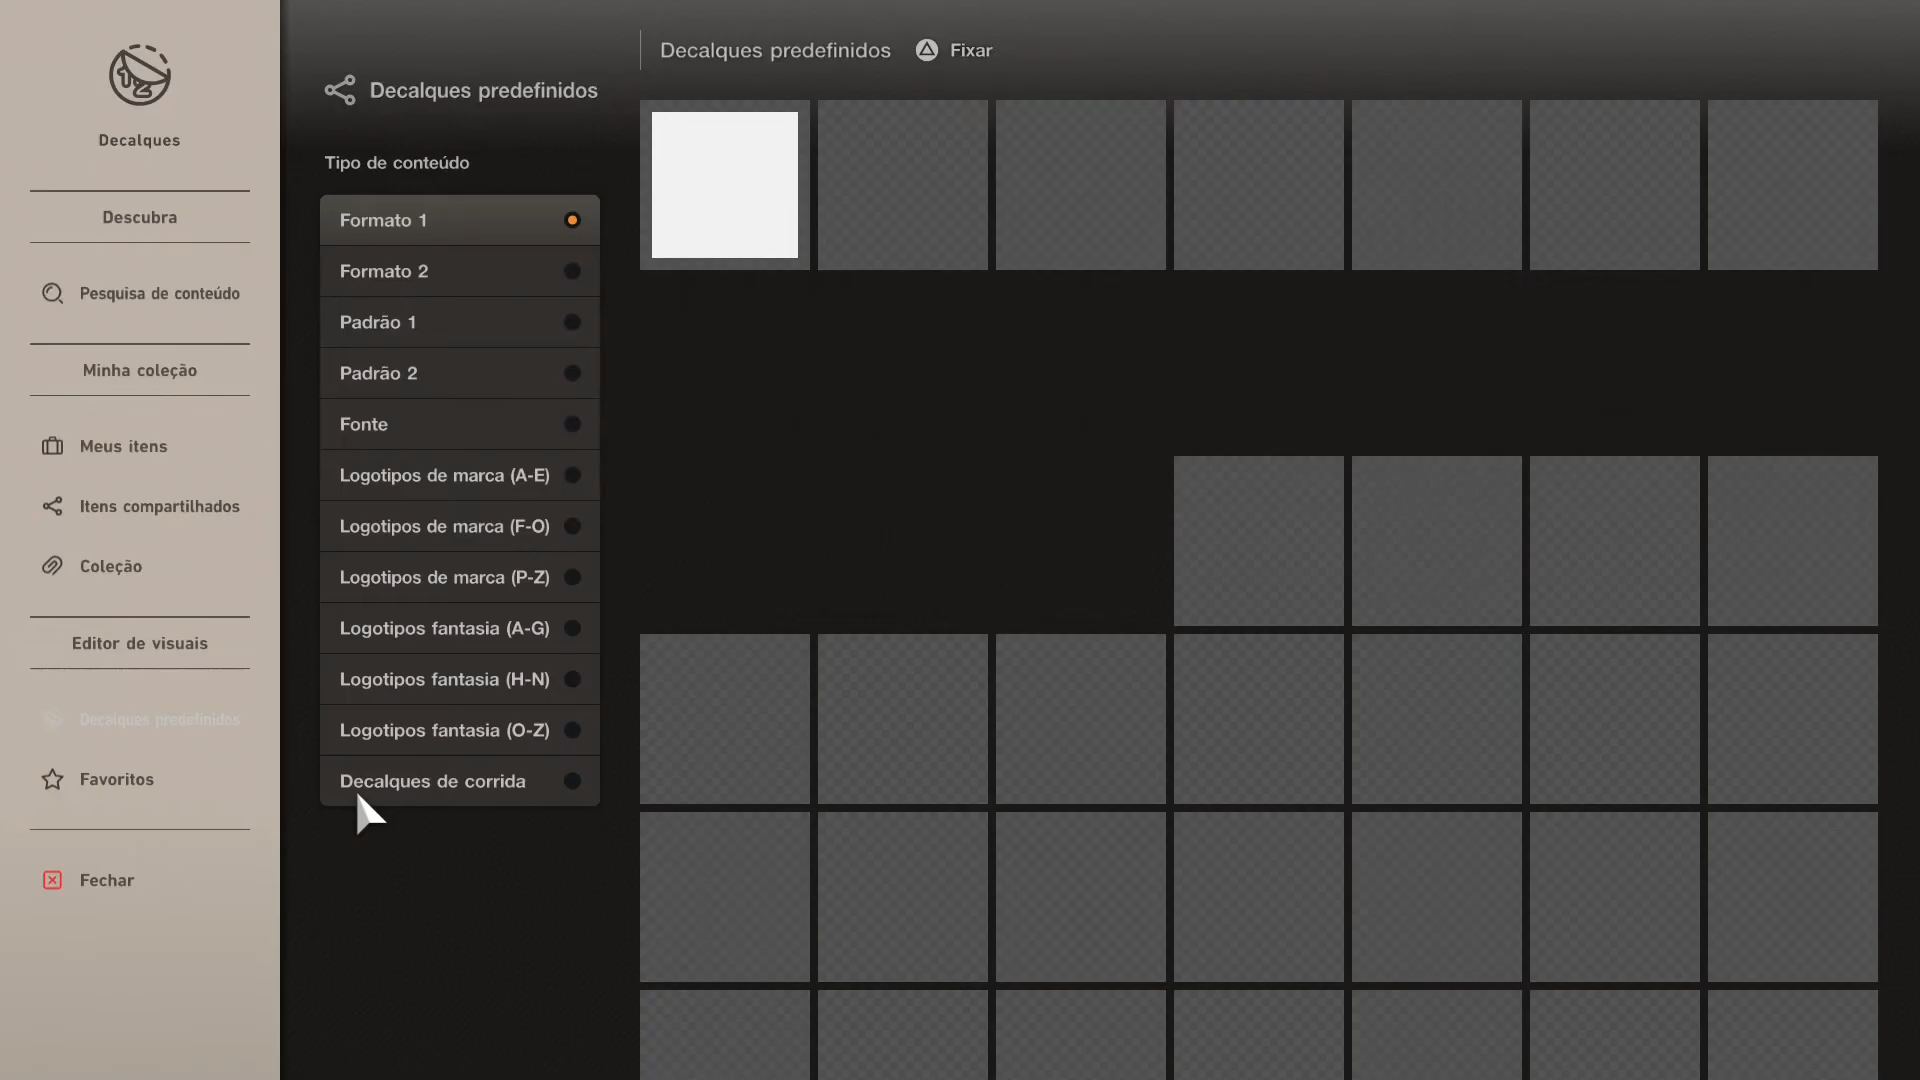 Decalques
Descubra
Pesquisa de conteúdo
Minha coleção
Meus itens
Itens compartilhados
Coleção
Editor de visuais
Decalques predefinidos
Favoritos
Fechar
Decalques predefinidos
Tipo de conteúdo
Formato 1
Formato 2
Padrão 1
Padrão 2
Fonte
Logotipos de marca (A-E)
Logotipos de marca (F-O)
Logotipos de marca (P-Z)
Logotipos fantasia (A-G)
Logotipos fantasia (H-N)
Logotipos fantasia (O-Z)
Decalques de corrida
Decalques predefinidos Fixar